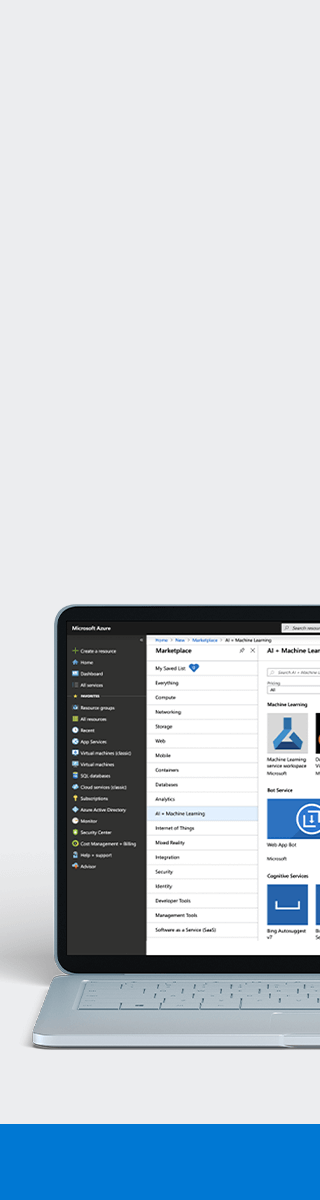 Microsoft Azure
Search resour
Create a resource
Home
Dashboard
All services
FAVORITES
Resource groups
All resources
Recent
App Services
Virtual machines (classic)
Virtual machines
SQL databases
Cloud services (classic)
Subscriptions
Azure Active Directory
Monitor
Security Center
Cost Management + Billing
Help + support
Advisor
Home > New > Marketplace > AI + Machine Learning
Marketplace
My Saved List
Everything
Compute
Networking
Storage
Web
Mobile
Containers
Databases
Analytics
AI + Machine Learning
Internet of Things
Mixed Reality
Integration
Security
Identity
Developer Tools
Management Tools
Software as a Service (SaaS)
AI + Machine Lear
Search AI + Machine L
Pricing
All
Machine Learning
Machine Learning
service workspace
Microsoft
Bot Service
Web App Bot
Microsoft
Cognitive Services
Bing Autosuggest
v7